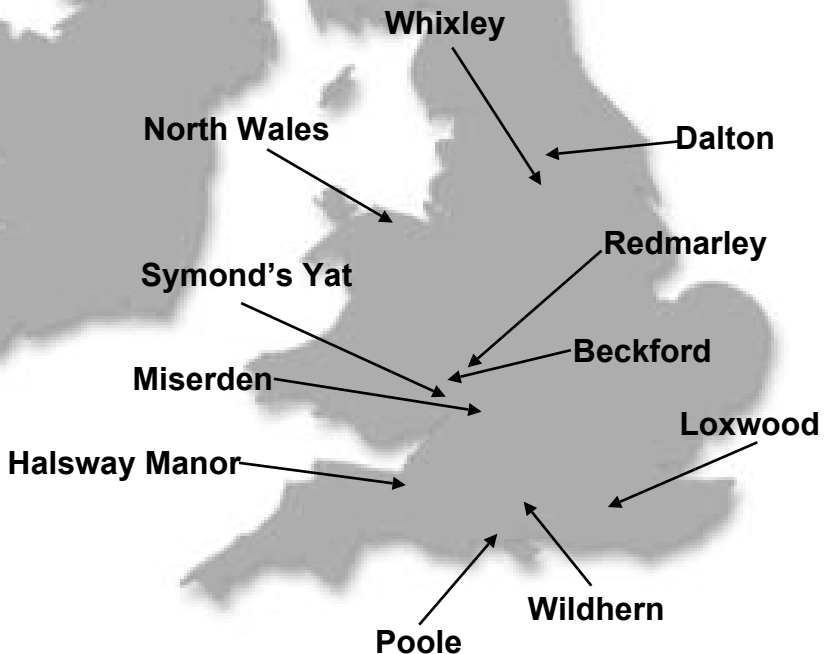 Whixley
North Wales
Dalton
Redmarley
Symond's Yat
Beckford
Miserden
Loxwood
Halsway Manor
Wildhern
Poole